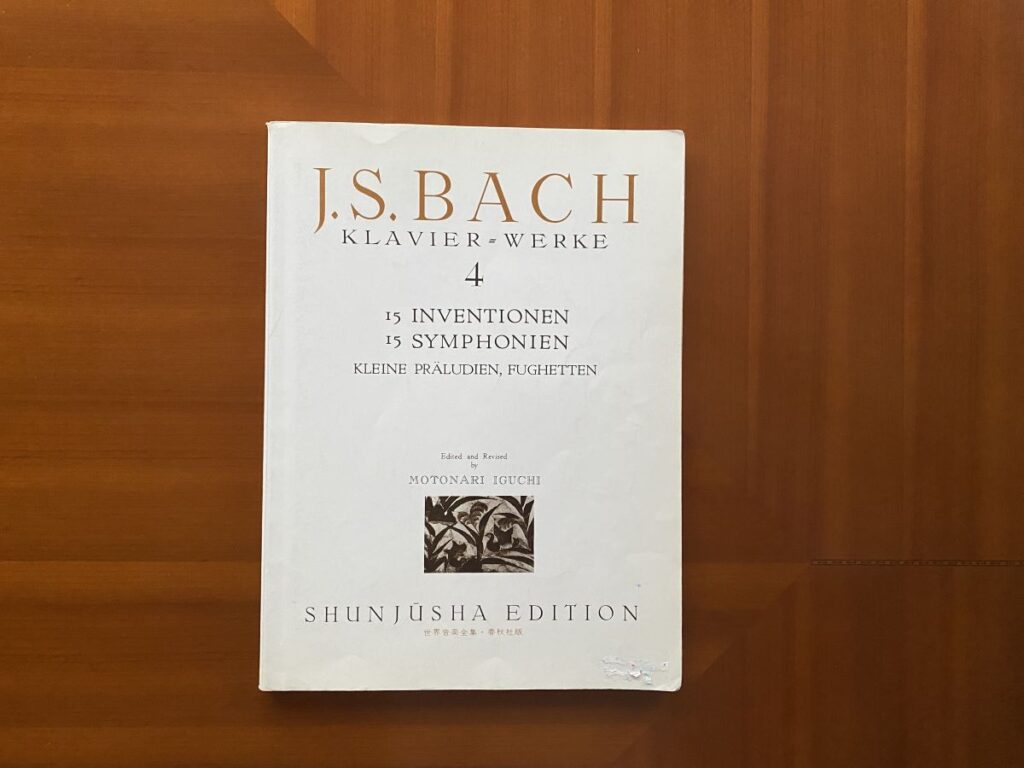 J.S.BACH
KLAVIER=WERKE
4
15 INVENTIONEN
15 SYMPHONIEN
KLEINE PRÄLUDIEN, FUGHETTEN
Edited and Revised
by
MOTONARI IGUCHI
SHUNJŪSHA EDITION
世界音楽全集・春秋社版